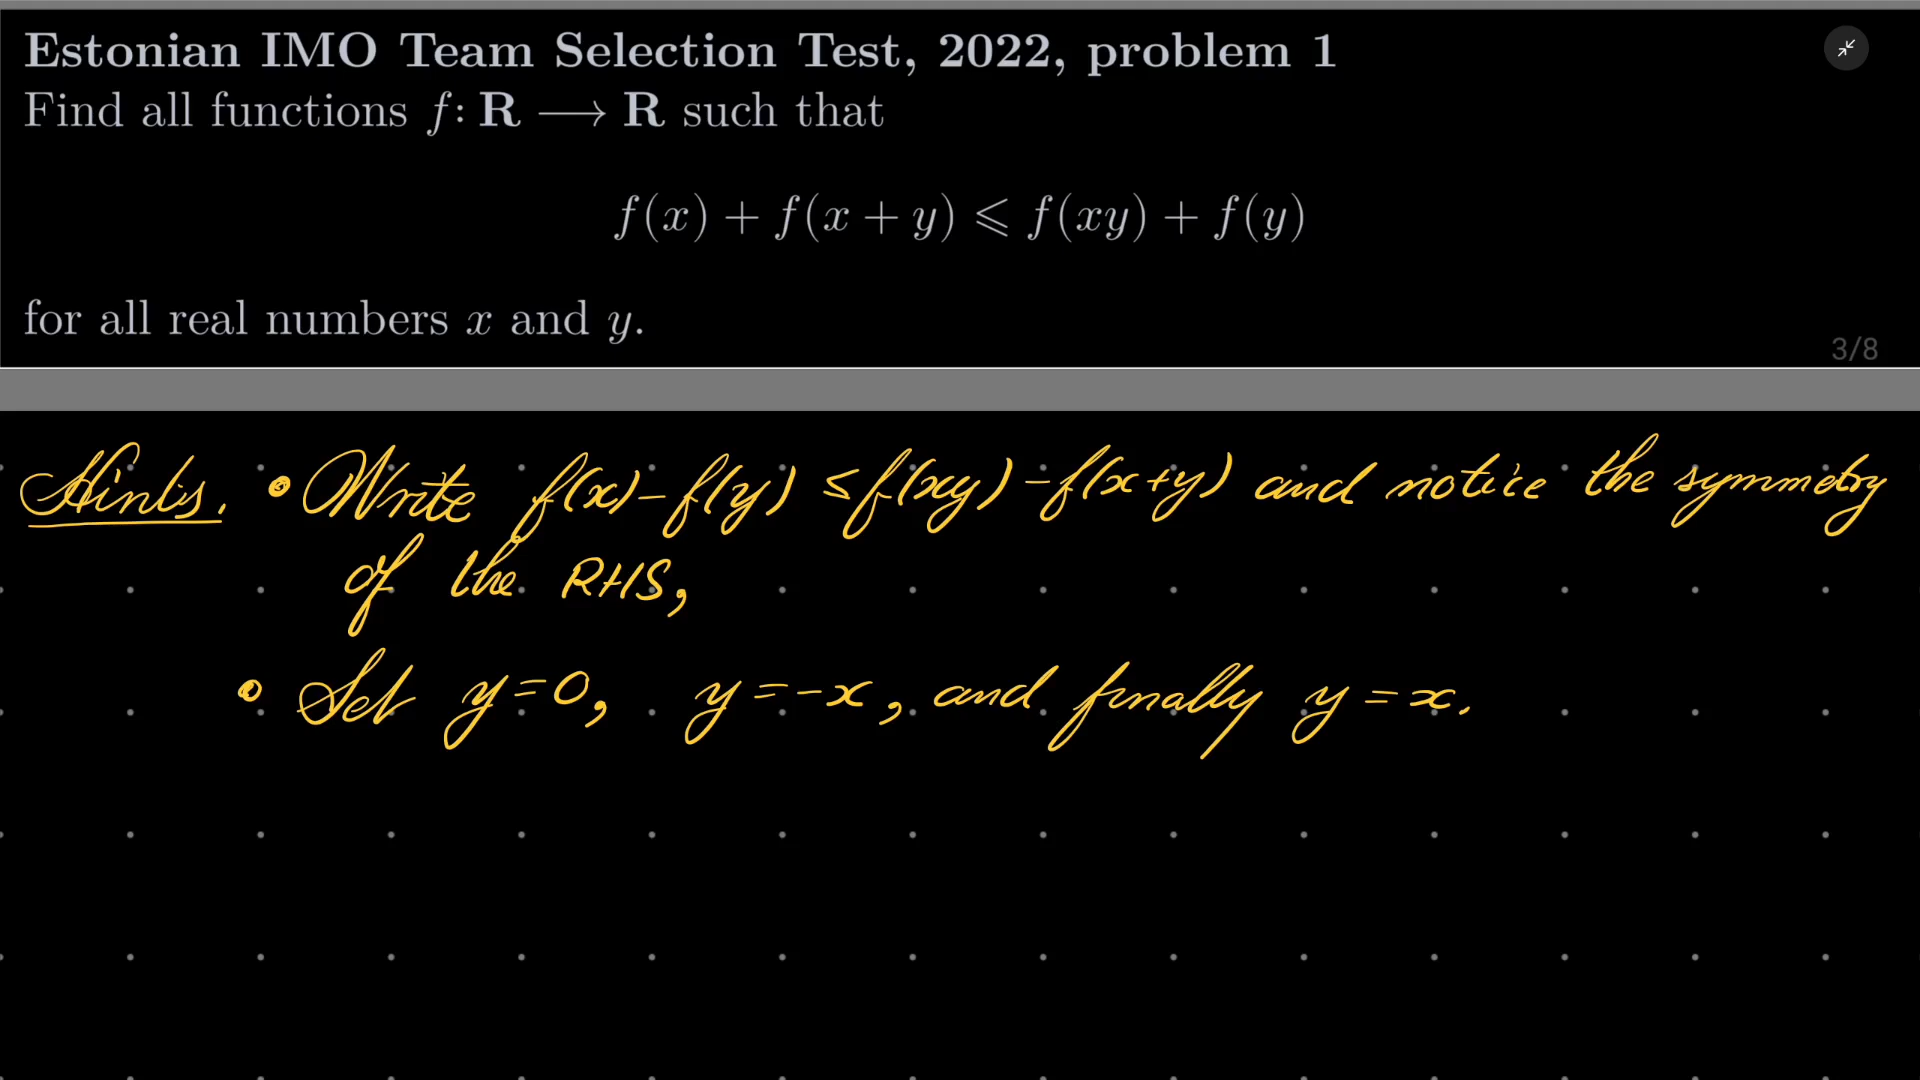 Estonian IMO Team Selection Test, 2022, problem 1
Find all functions f: R ⟶ R such that
f(x) + f(x + y) ⩽ f(xy) + f(y)
for all real numbers x and y.
3/8
Hints. • Write f(x)-f(y) ≤ f(xy)-f(x+y) and notice the symmetry
of the RHS,
• Set y=0, y=-x, and finally y=x.